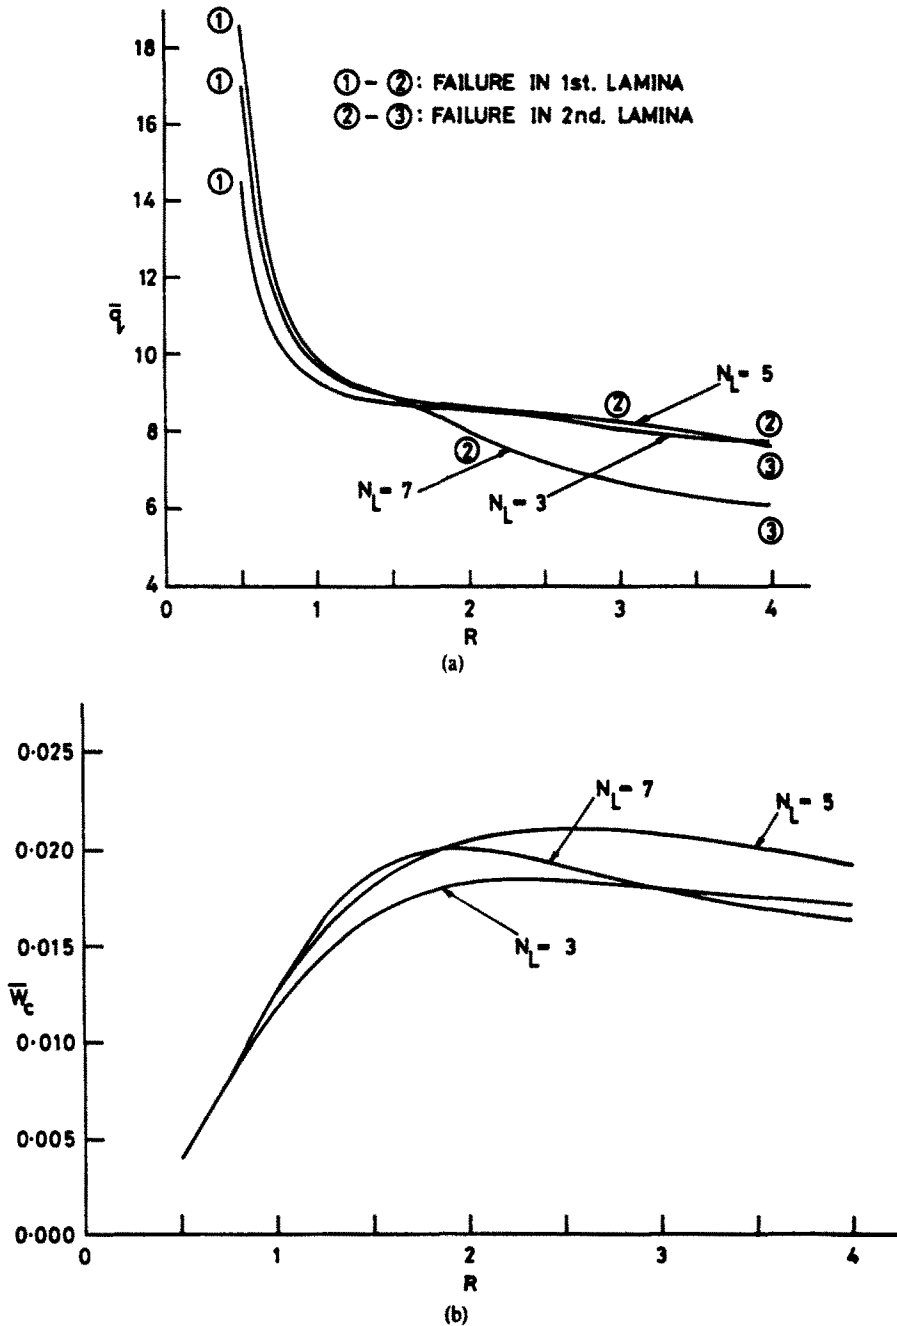 ① 18
①-②: FAILURE IN 1st. LAMINA
②-③: FAILURE IN 2nd. LAMINA
①
16
①
14
12
q̄
10
8
②
N_L= 5
②
②
③
N_L= 7
N_L= 3
6
③
4
0 1 2 3 4
R
(a)
0·025
N_L= 7
N_L= 5
0·020
0·015
N_L= 3
W̄_c
0·010
0·005
0·000
0 1 2 3 4
R
(b)